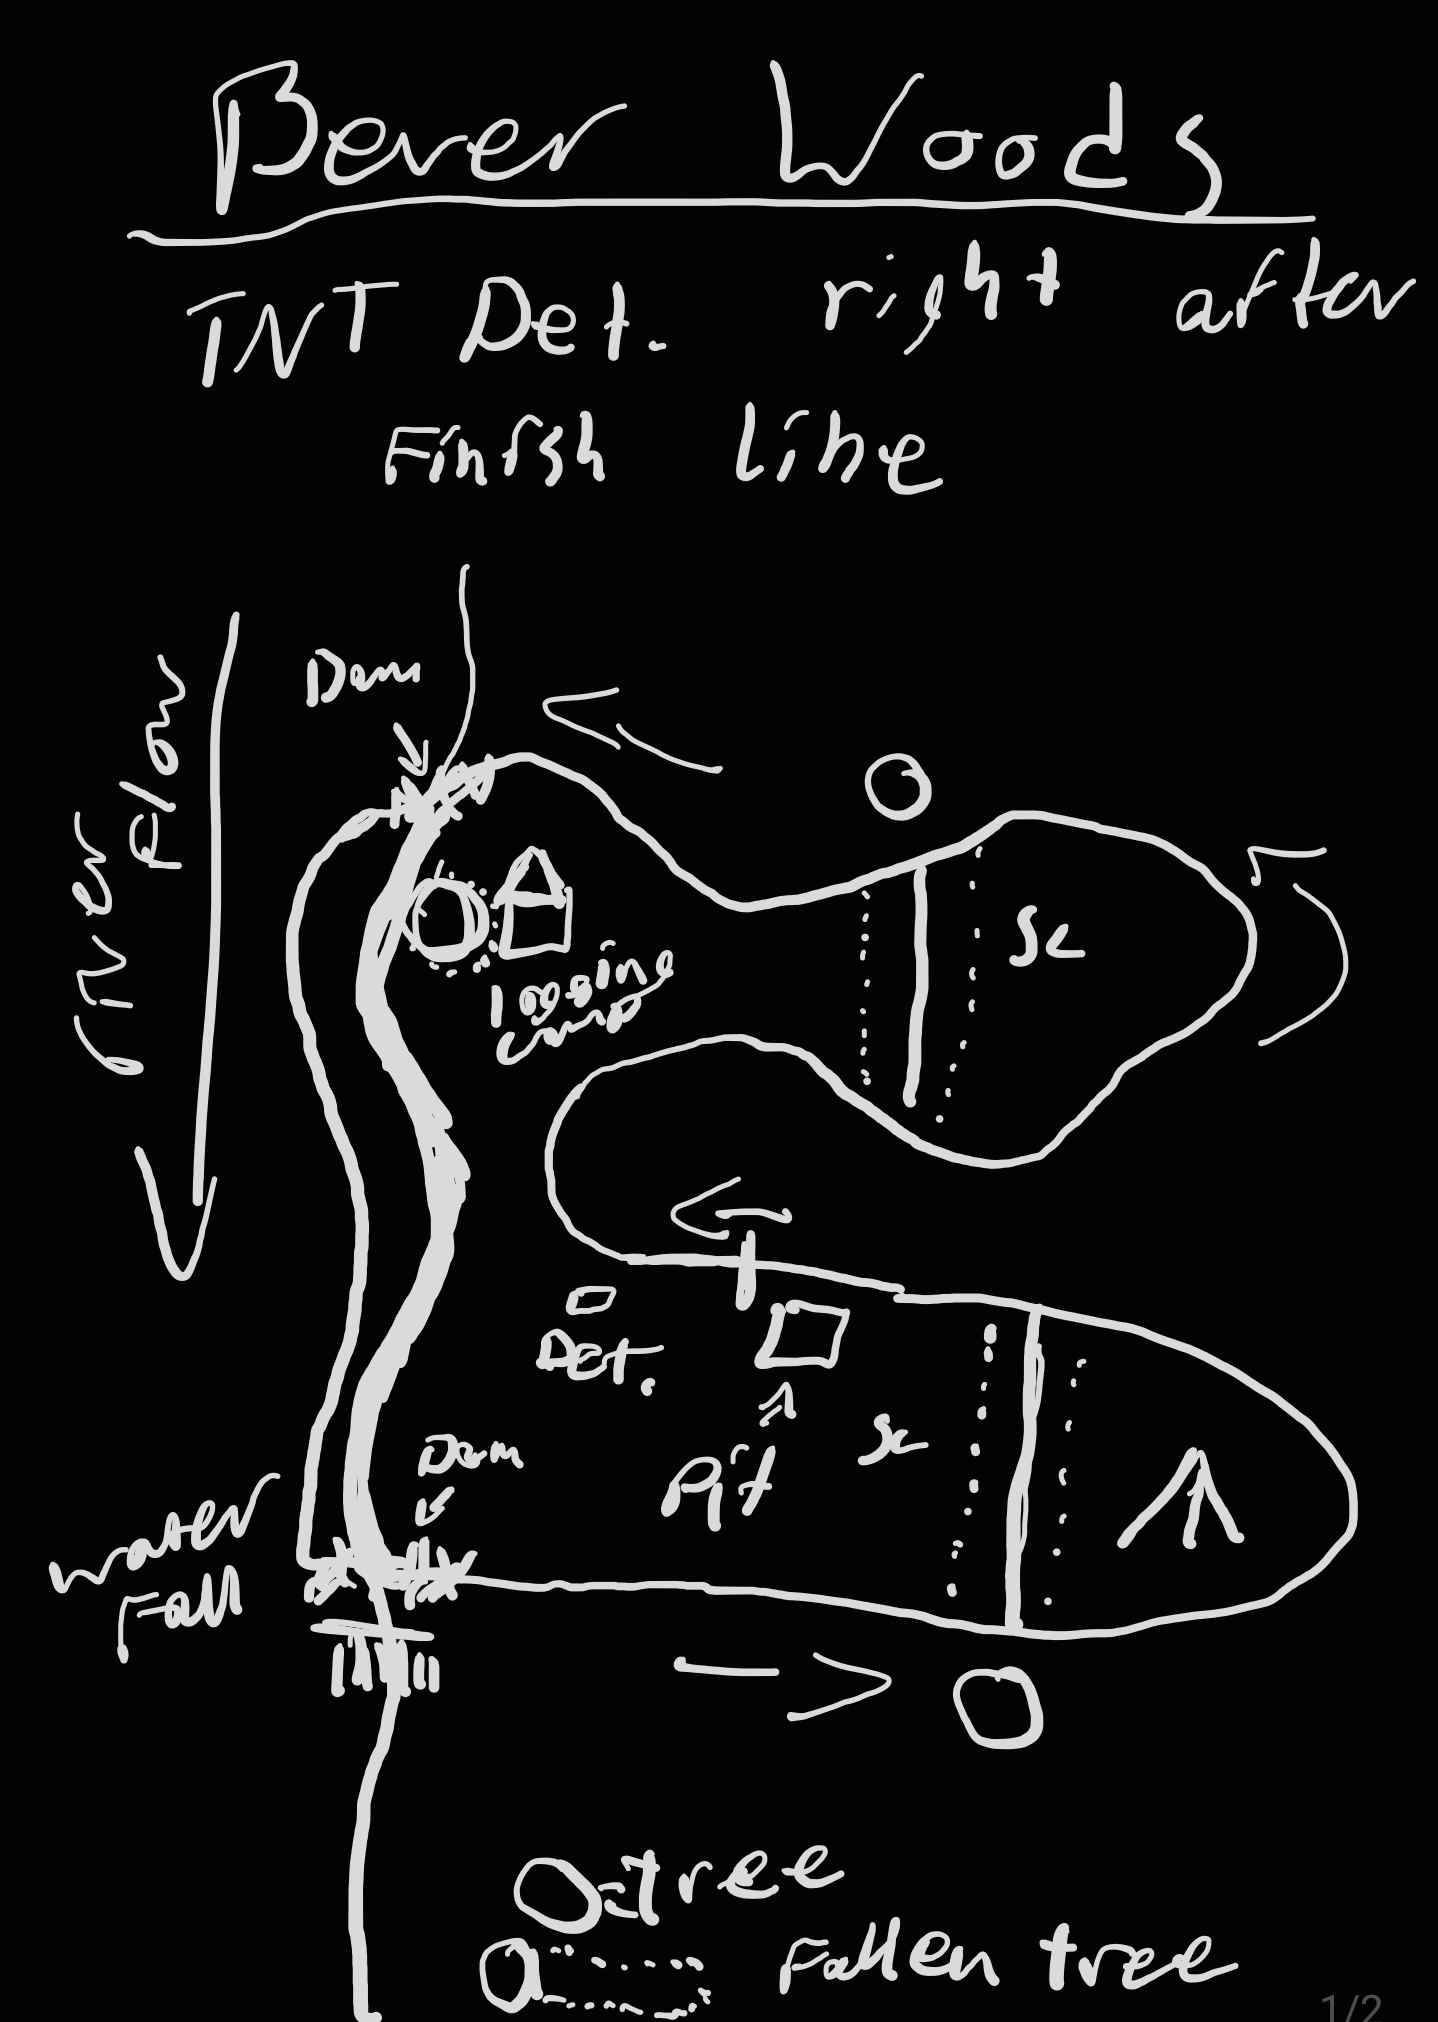 Bever Woods
TNT Det. right after
Finish line
River Flow
Dam
Sc
logging
camp
Det.
Dam
Pit
Sc
water
Fall
=tree
Fallen tree
1/2